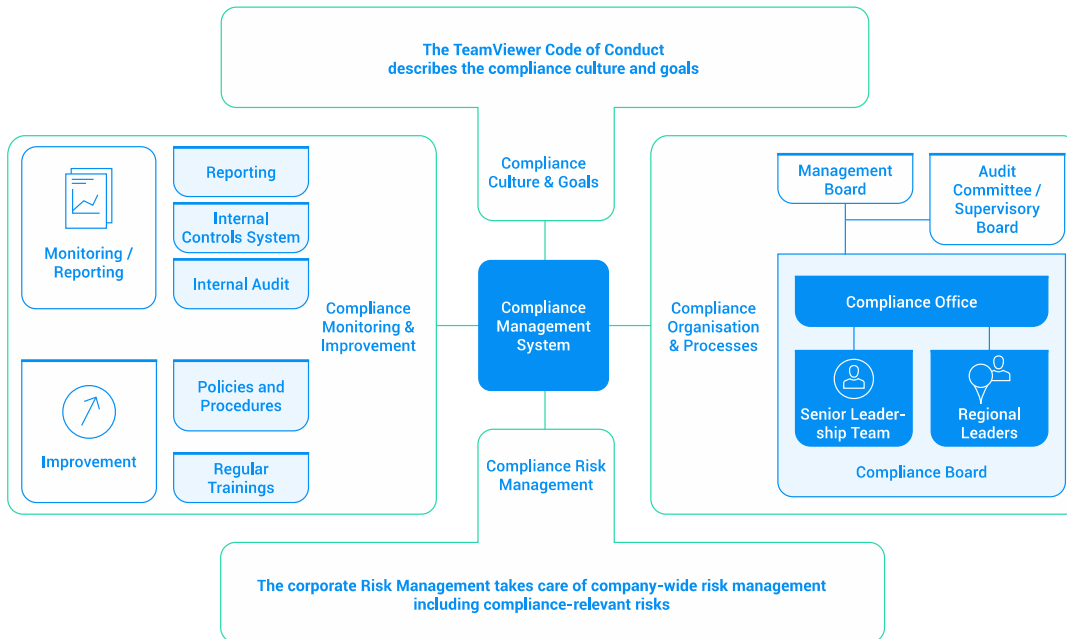 The TeamViewer Code of Conduct
describes the compliance culture and goals
Compliance
Culture & Goals
Monitoring /
Reporting
Reporting
Internal
Controls System
Internal Audit
Improvement
Policies and
Procedures
Regular
Trainings
Compliance
Monitoring &
Improvement
Compliance
Management
System
Compliance
Organisation
& Processes
Management
Board
Audit
Committee /
Supervisory
Board
Compliance Office
Senior Leader-
ship Team
Regional
Leaders
Compliance Board
Compliance Risk
Management
The corporate Risk Management takes care of company-wide risk management
including compliance-relevant risks